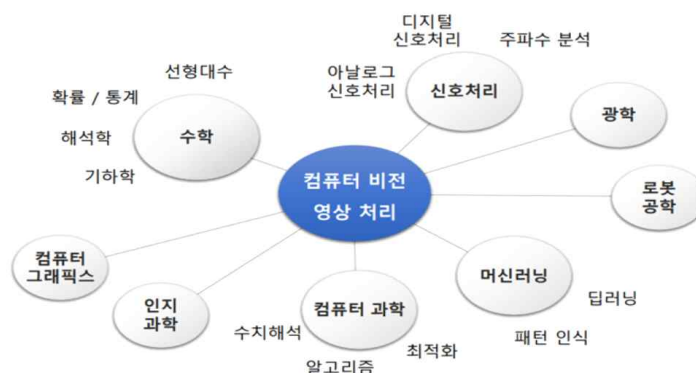 디지털
신호처리
주파수 분석
선형대수
아날로그
신호처리
신호처리
확률 / 통계
수학
해석학
기하학
광학
컴퓨터 비전
영상 처리
로봇
공학
컴퓨터
그래픽스
인지
과학
컴퓨터 과학
수치해석
알고리즘
최적화
머신러닝
딥러닝
패턴 인식